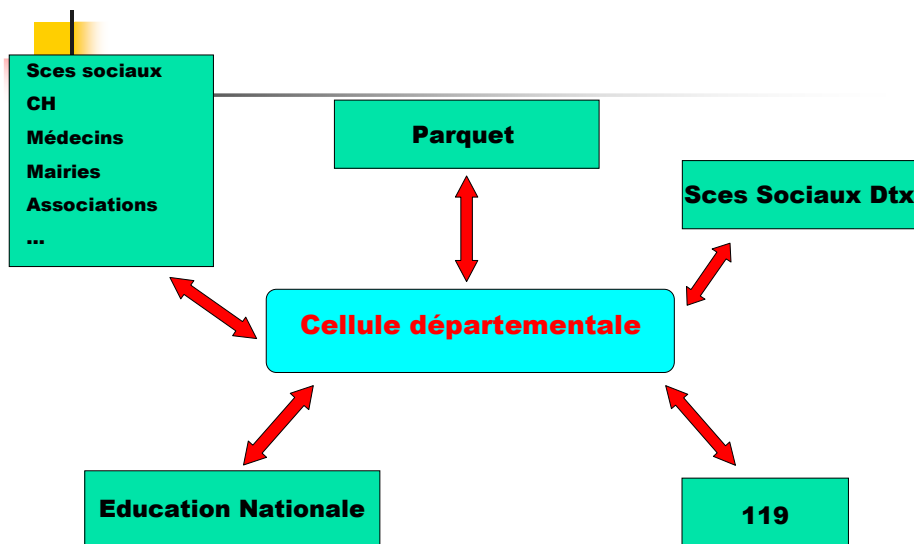 Sces sociaux
CH
Médecins
Mairies
Associations
...
Parquet
Sces Sociaux Dtx
Cellule départementale
Education Nationale
119